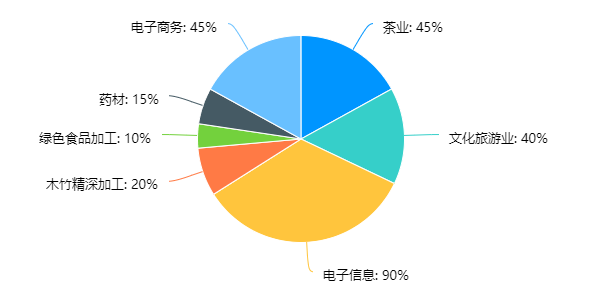 电子商务: 45%
茶业: 45%
药材: 15%
绿色食品加工: 10%
文化旅游业: 40%
木竹精深加工: 20%
电子信息: 90%